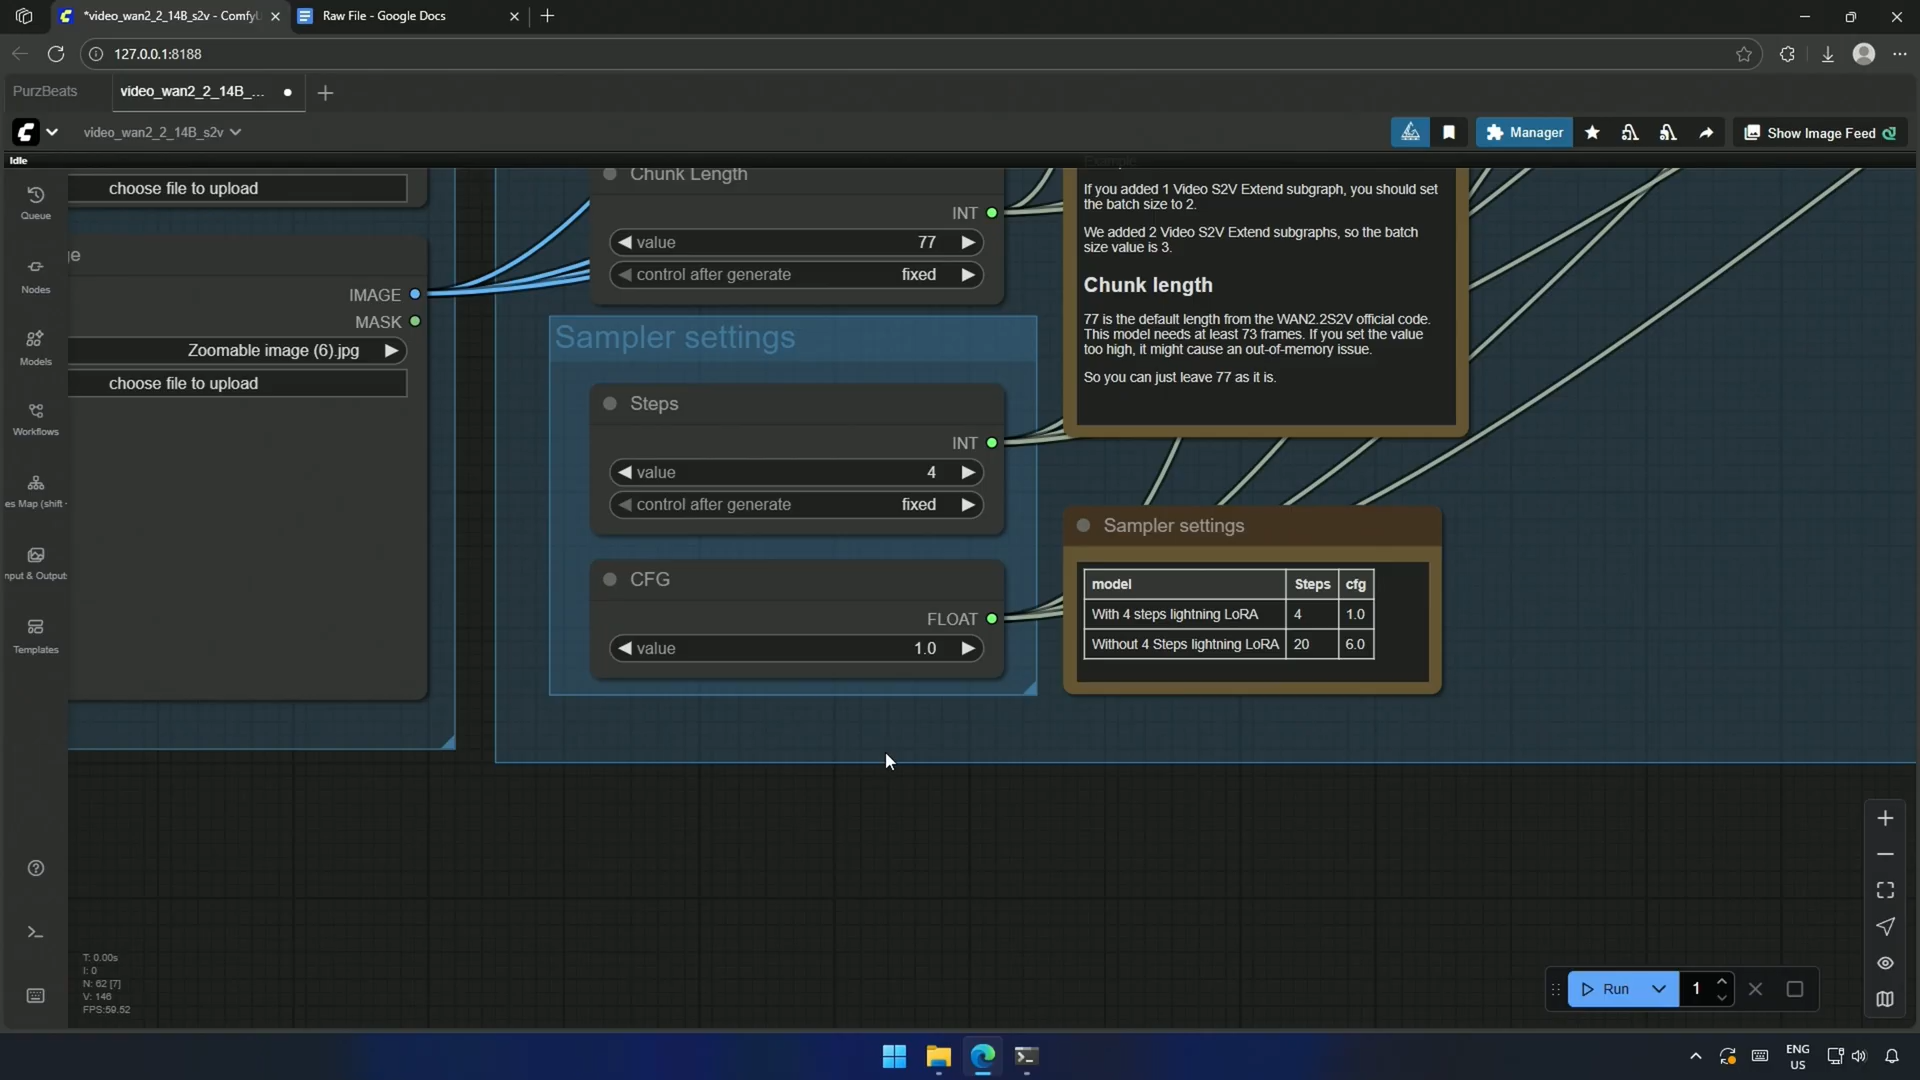 *video_wan2_2_14B_s2v - ComfyU
Raw File - Google Docs
127.0.0.1:8188
PurzBeats
video_wan2_2_14B_...
video_wan2_2_14B_s2v
Manager
Show Image Feed
Idle
Queue
Nodes
Models
Workflows
es Map (shift -
nput & Output
Templates
choose file to upload
ge
IMAGE
MASK
Zoomable image (6).jpg
choose file to upload
Chunk Length
INT
value 77
control after generate fixed
Sampler settings
Steps
INT
value 4
control after generate fixed
CFG
FLOAT
value 1.0
Example
If you added 1 Video S2V Extend subgraph, you should set
the batch size to 2.
We added 2 Video S2V Extend subgraphs, so the batch
size value is 3.
Chunk length
77 is the default length from the WAN2.2S2V official code.
This model needs at least 73 frames. If you set the value
too high, it might cause an out-of-memory issue.
So you can just leave 77 as it is.
Sampler settings
model Steps cfg
With 4 steps lightning LoRA 4 1.0
Without 4 Steps lightning LoRA 20 6.0
T: 0.00s
I: 0
N: 62 [7]
V: 146
FPS:59.52
Run 1
ENG
US